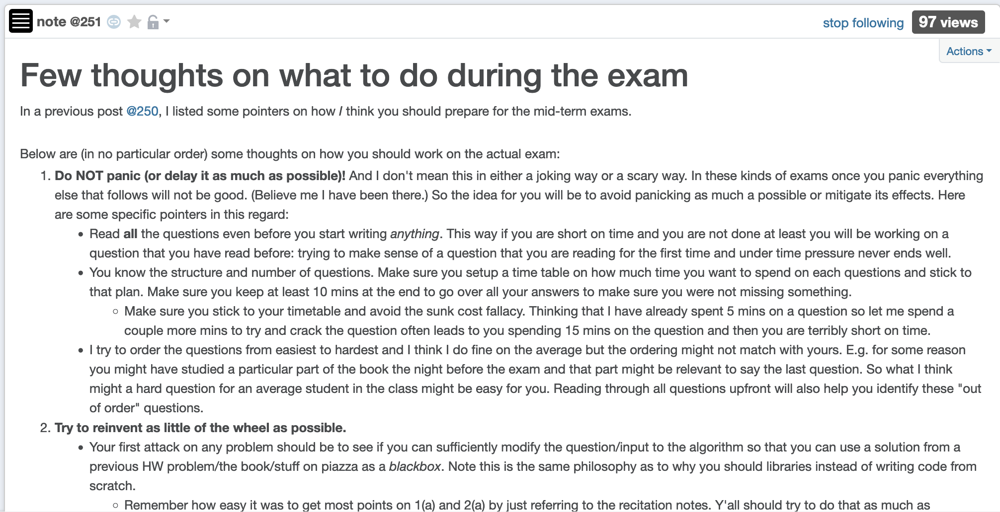 note @251
stop following
97 views
Actions
Few thoughts on what to do during the exam
In a previous post @250, I listed some pointers on how I think you should prepare for the mid-term exams.
Below are (in no particular order) some thoughts on how you should work on the actual exam:
1. Do NOT panic (or delay it as much as possible)! And I don't mean this in either a joking way or a scary way. In these kinds of exams once you panic everything
else that follows will not be good. (Believe me I have been there.) So the idea for you will be to avoid panicking as much a possible or mitigate its effects. Here
are some specific pointers in this regard:
• Read all the questions even before you start writing anything. This way if you are short on time and you are not done at least you will be working on a
question that you have read before: trying to make sense of a question that you are reading for the first time and under time pressure never ends well.
• You know the structure and number of questions. Make sure you setup a time table on how much time you want to spend on each questions and stick to
that plan. Make sure you keep at least 10 mins at the end to go over all your answers to make sure you were not missing something.
◦ Make sure you stick to your timetable and avoid the sunk cost fallacy. Thinking that I have already spent 5 mins on a question so let me spend a
couple more mins to try and crack the question often leads to you spending 15 mins on the question and then you are terribly short on time.
• I try to order the questions from easiest to hardest and I think I do fine on the average but the ordering might not match with yours. E.g. for some reason
you might have studied a particular part of the book the night before the exam and that part might be relevant to say the last question. So what I think
might a hard question for an average student in the class might be easy for you. Reading through all questions upfront will also help you identify these "out
of order" questions.
2. Try to reinvent as little of the wheel as possible.
• Your first attack on any problem should be to see if you can sufficiently modify the question/input to the algorithm so that you can use a solution from a
previous HW problem/the book/stuff on piazza as a blackbox. Note this is the same philosophy as to why you should libraries instead of writing code from
scratch.
◦ Remember how easy it was to get most points on 1(a) and 2(a) by just referring to the recitation notes. Y'all should try to do that as much as